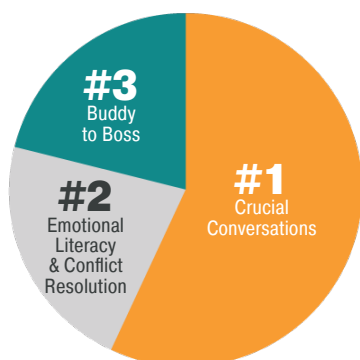 #3
Buddy
to Boss
#1
Crucial
Conversations
#2
Emotional
Literacy
& Conflict
Resolution